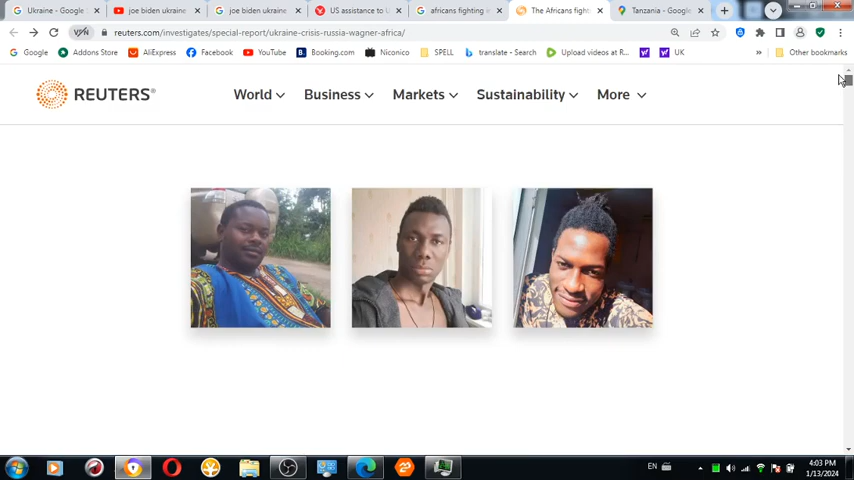 Ukraine - Google
joe biden ukraine
joe biden ukraine
US assistance to U
africans fighting
The Africans fight
Tanzania - Google
reuters.com/investigates/special-report/ukraine-crisis-russia-wagner-africa/
Google
Addons Store
AliExpress
Facebook
YouTube
Booking.com
Niconico
SPELL
translate - Search
Upload videos at R...
UK
Other bookmarks
REUTERS®
World
Business
Markets
Sustainability
More
EN
4:03 PM
1/13/2024